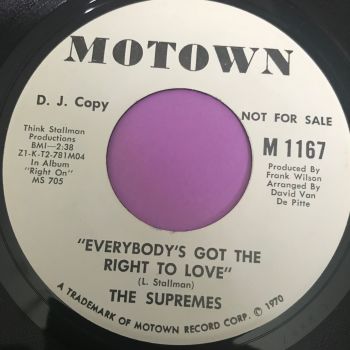 MOTOWN
D. J. Copy
NOT FOR SALE
Think Stallman
Productions
BMI—2:38
Z1-K-T2-781M04
In Album
"Right On"
MS 705
M 1167
Produced By
Frank Wilson
Arranged By
David Van
De Pitte
"EVERYBODY'S GOT THE
RIGHT TO LOVE"
(L. Stallman)
THE SUPREMES
A TRADEMARK OF MOTOWN RECORD CORP. © 1970